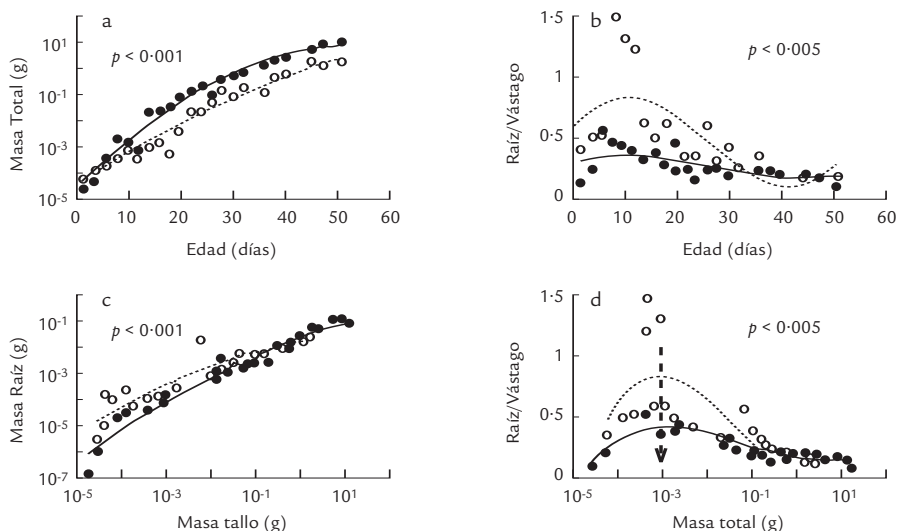 a
p < 0·001
Masa Total (g)
10¹
10⁻¹
10⁻³
10⁻⁵
0 10 20 30 40 50 60
Edad (días)
b
p < 0·005
Raíz/Vástago
1·5
1
0·5
0
0 10 20 30 40 50 60
Edad (días)
c
p < 0·001
Masa Raíz (g)
10⁻¹
10⁻¹
10⁻³
10⁻⁵
10⁻⁷
10⁻⁵ 10⁻³ 10⁻¹ 10¹
Masa tallo (g)
d
p < 0·005
Raíz/Vástago
1·5
1
0·5
0
10⁻⁵ 10⁻³ 10⁻¹ 10¹
Masa total (g)